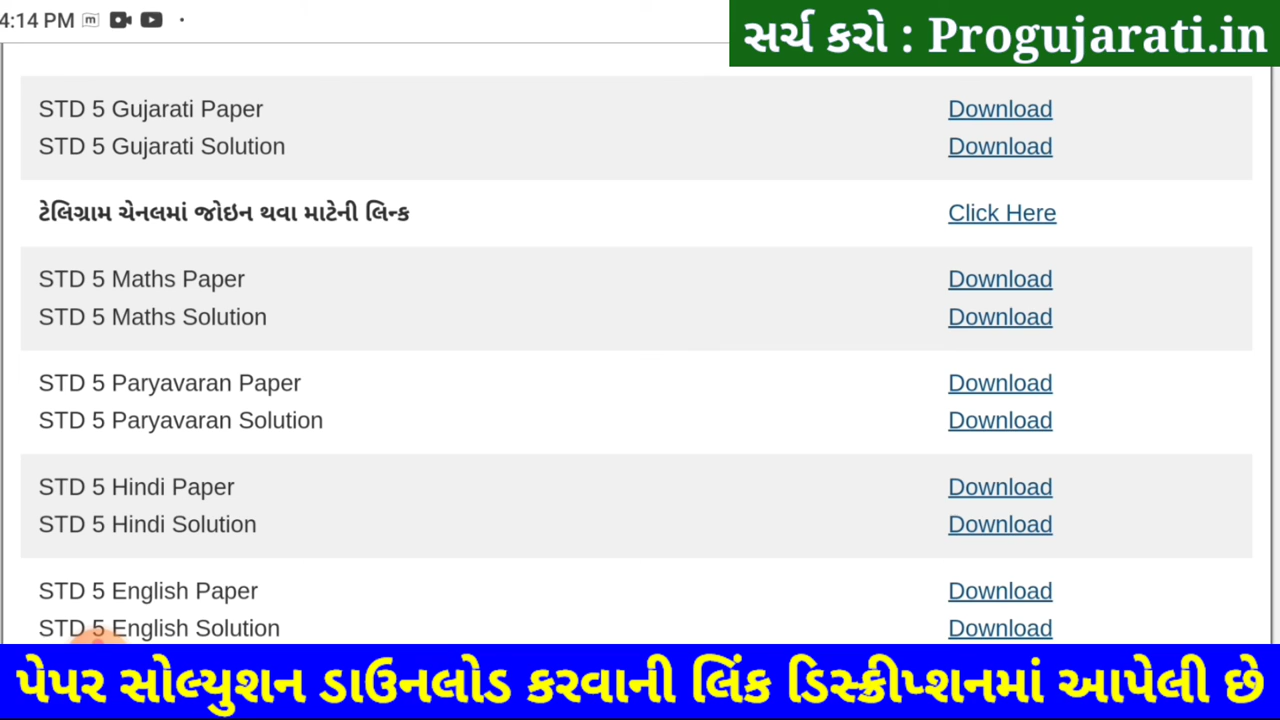 4:14 PM
સર્ચ કરો : Progujarati.in
STD 5 Gujarati Paper Download
STD 5 Gujarati Solution Download
ટેલિગ્રામ ચેનલમાં જોઇન થવા માટેની લિન્ક Click Here
STD 5 Maths Paper Download
STD 5 Maths Solution Download
STD 5 Paryavaran Paper Download
STD 5 Paryavaran Solution Download
STD 5 Hindi Paper Download
STD 5 Hindi Solution Download
STD 5 English Paper Download
STD 5 English Solution Download
પેપર સોલ્યુશન ડાઉનલોડ કરવાની લિંક ડિસ્ક્રીપ્શનમાં આપેલી છે